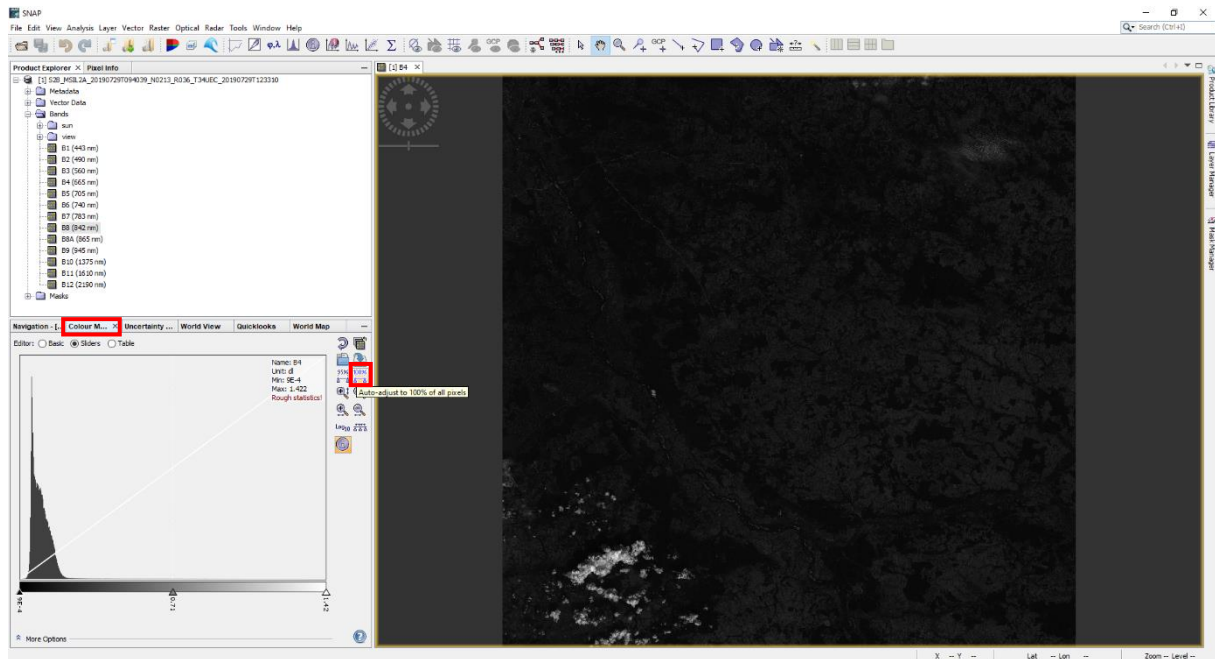 SNAP
File Edit View Analysis Layer Vector Raster Optical Radar Tools Window Help
Search (Ctrl+I)
Product Explorer × Pixel Info
[1] B4 ×
[1] S2B_MSIL2A_20190729T094039_N0213_R036_T34UEC_20190729T123310
Metadata
Vector Data
Bands
sun
view
B1 (443 nm)
B2 (490 nm)
B3 (560 nm)
B4 (665 nm)
B5 (705 nm)
B6 (740 nm)
B7 (783 nm)
B8 (842 nm)
B8A (865 nm)
B9 (945 nm)
B10 (1375 nm)
B11 (1610 nm)
B12 (2190 nm)
Masks
Product Library
Layer Manager
Mask Manager
Navigation - [... Colour M... × Uncertainty ... World View Quicklooks World Map
Editor: Basic Sliders Table
Name: B4
Unit: dl
Min: 9E-4
Max: 1.422
Rough statistics!
95% 100%
Auto-adjust to 100% of all pixels
Log10
9E-4
0.71
1.42
More Options
X -- Y -- Lat -- Lon -- Zoom -- Level --